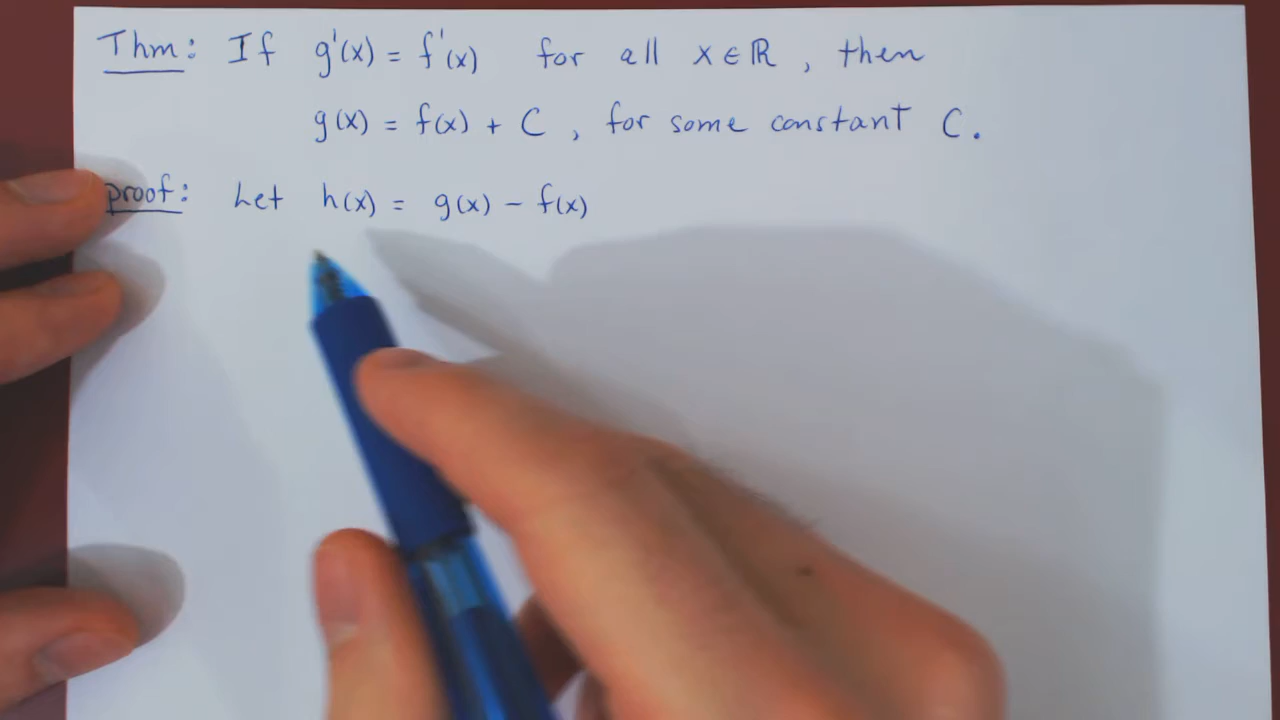 Thm: If g'(x) = f'(x) for all x ∈ ℝ, then
g(x) = f(x) + C, for some constant C.
proof: Let h(x) = g(x) - f(x)